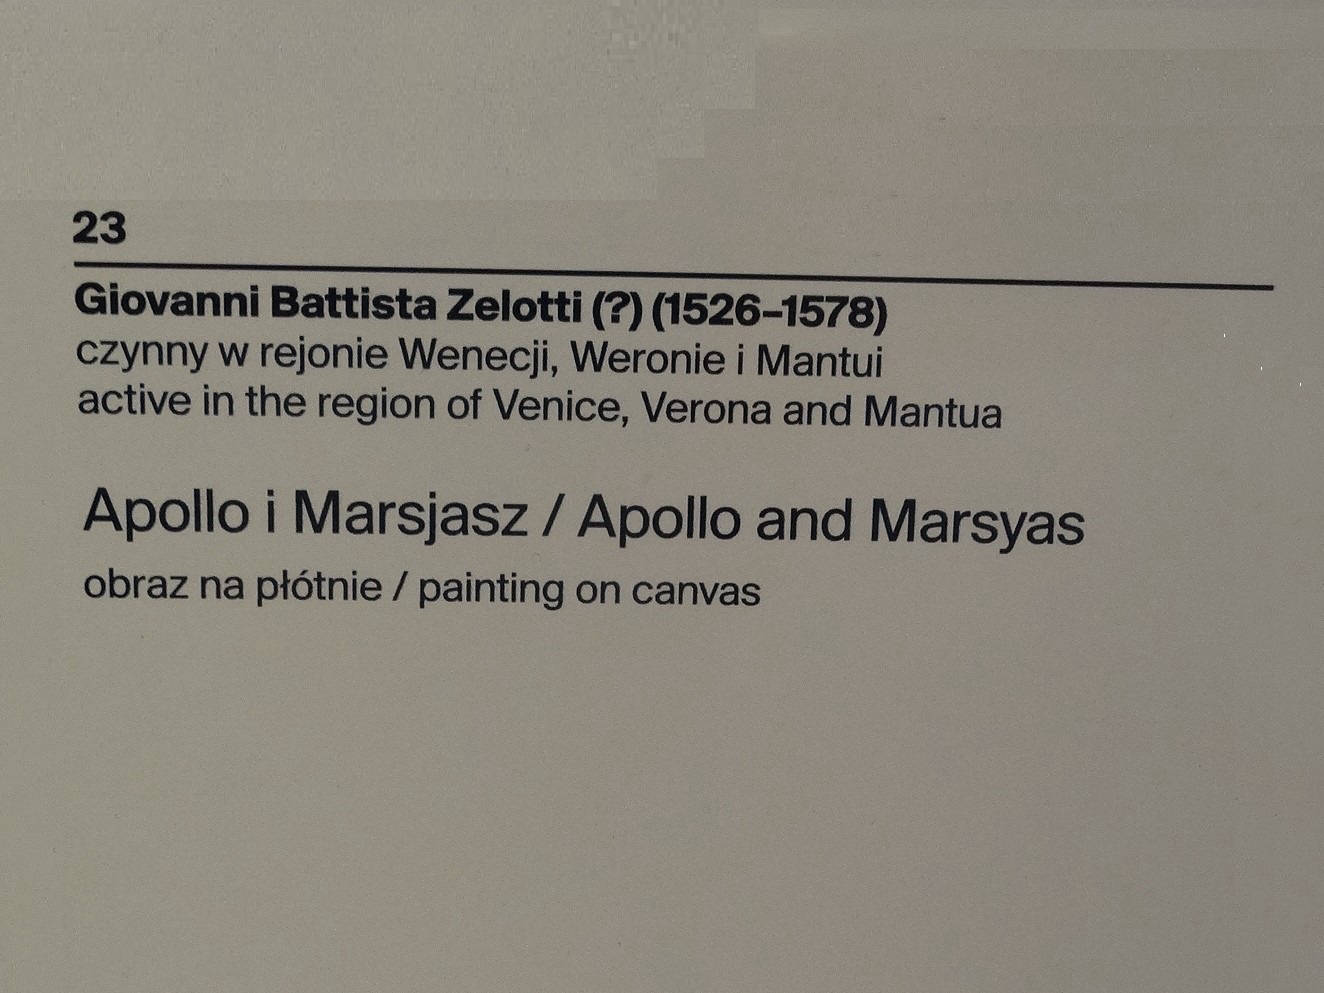 23
Giovanni Battista Zelotti (?) (1526–1578)
czynny w rejonie Wenecji, Weronie i Mantui
active in the region of Venice, Verona and Mantua
Apollo i Marsjasz / Apollo and Marsyas
obraz na płótnie / painting on canvas